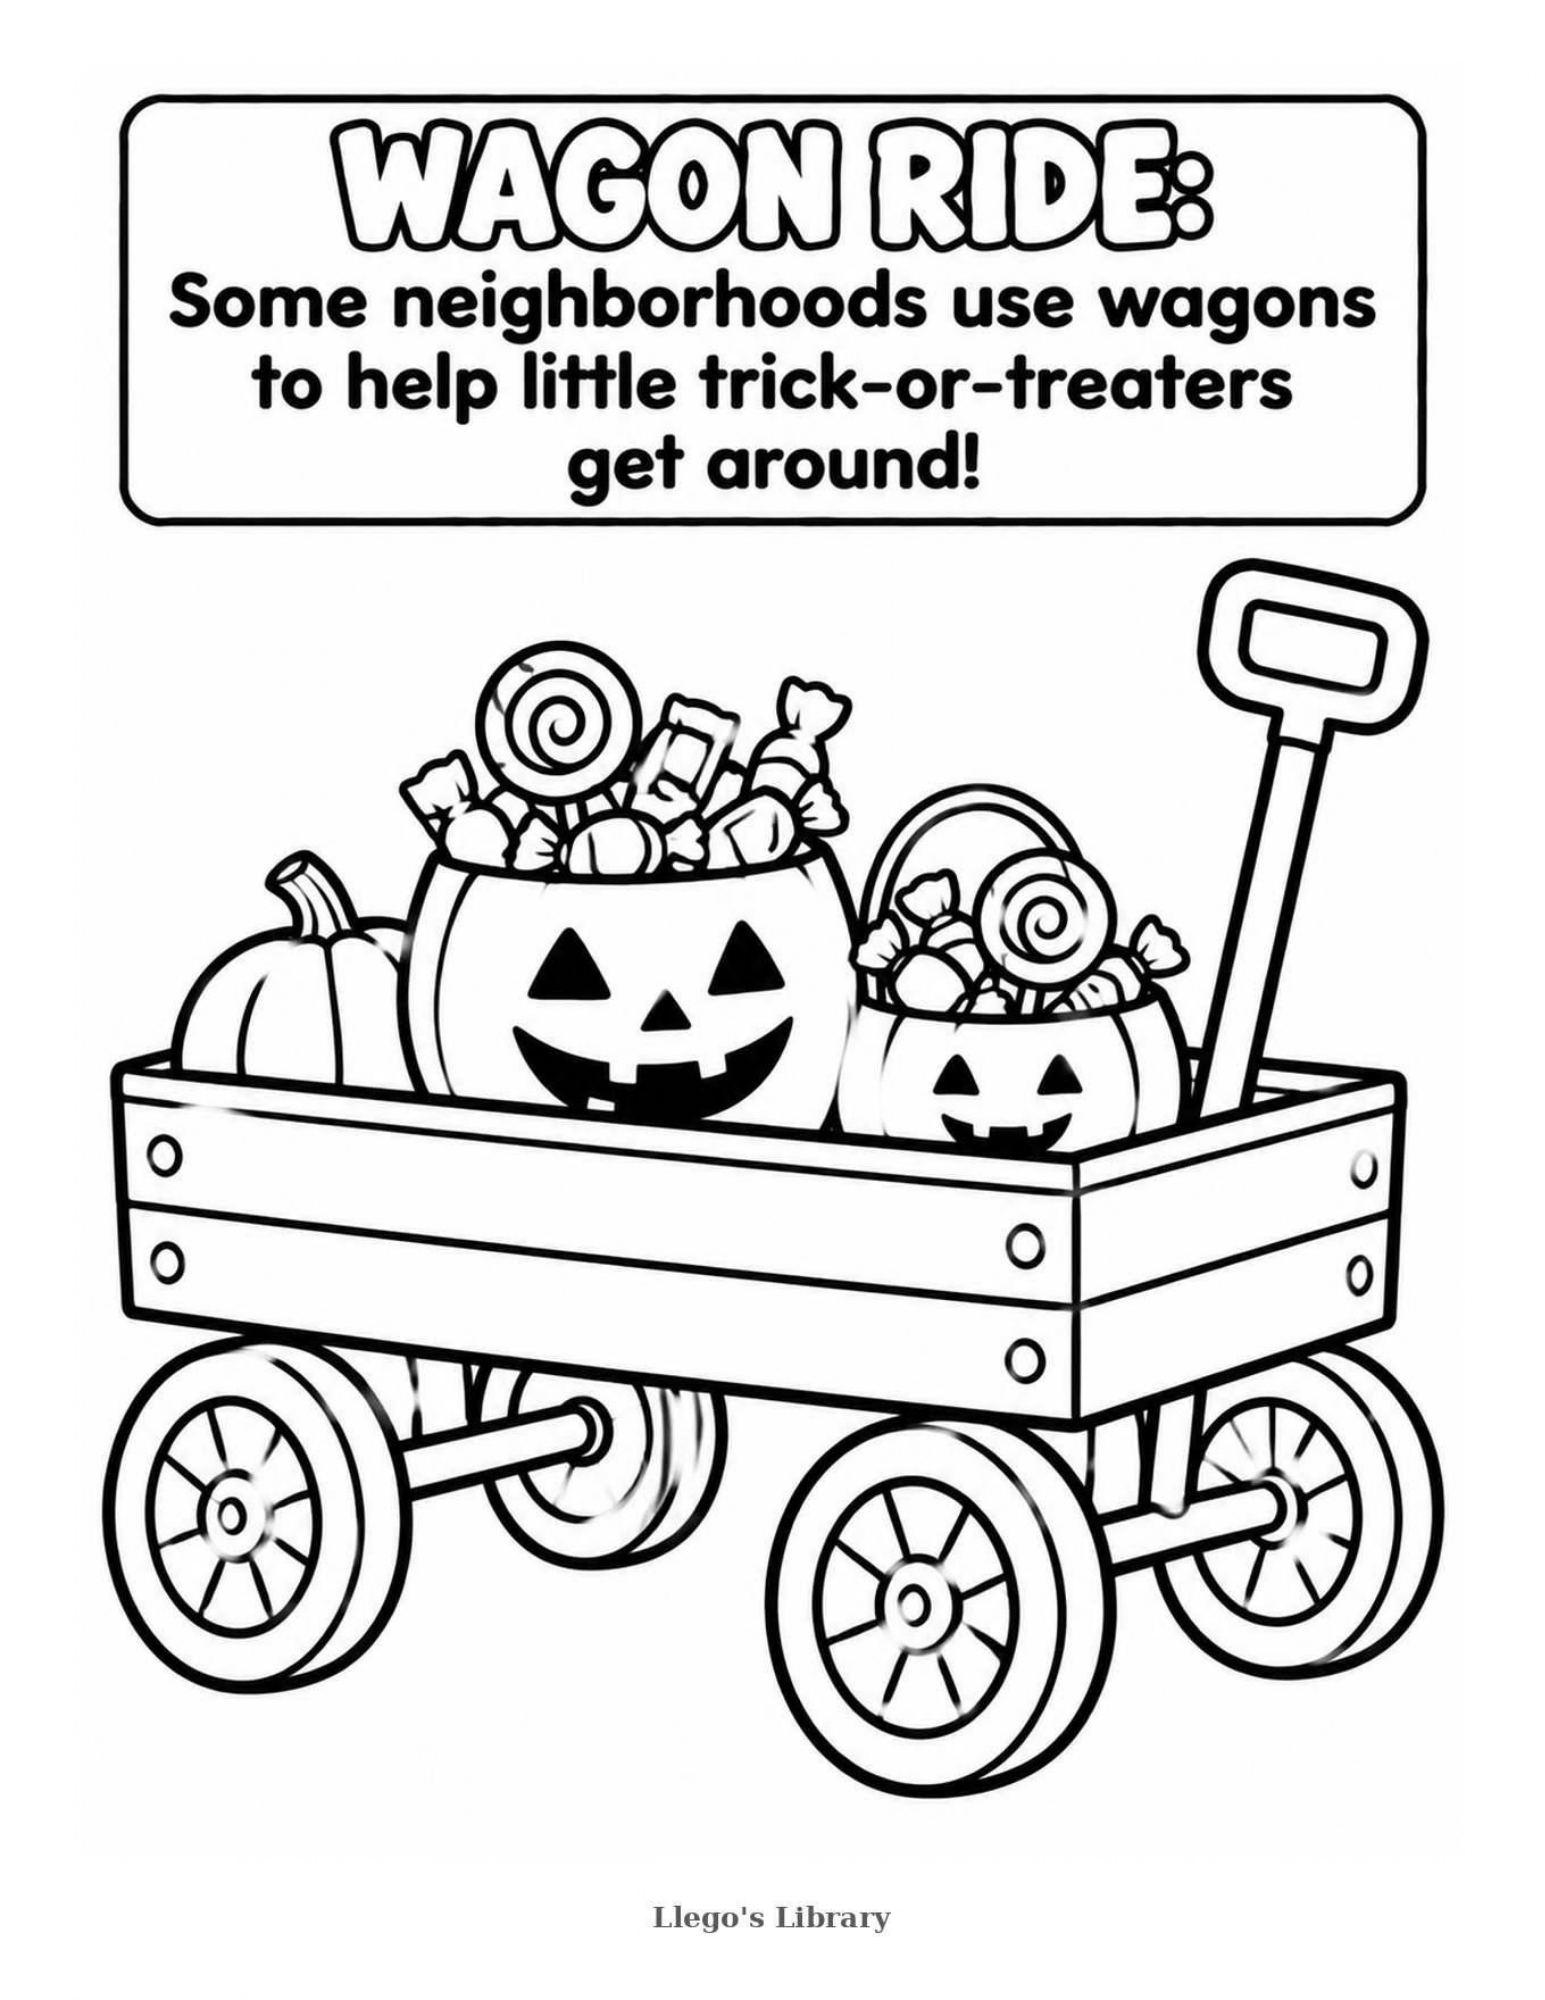 WAGON RIDE:
Some neighborhoods use wagons
to help little trick-or-treaters
get around!
Llego's Library